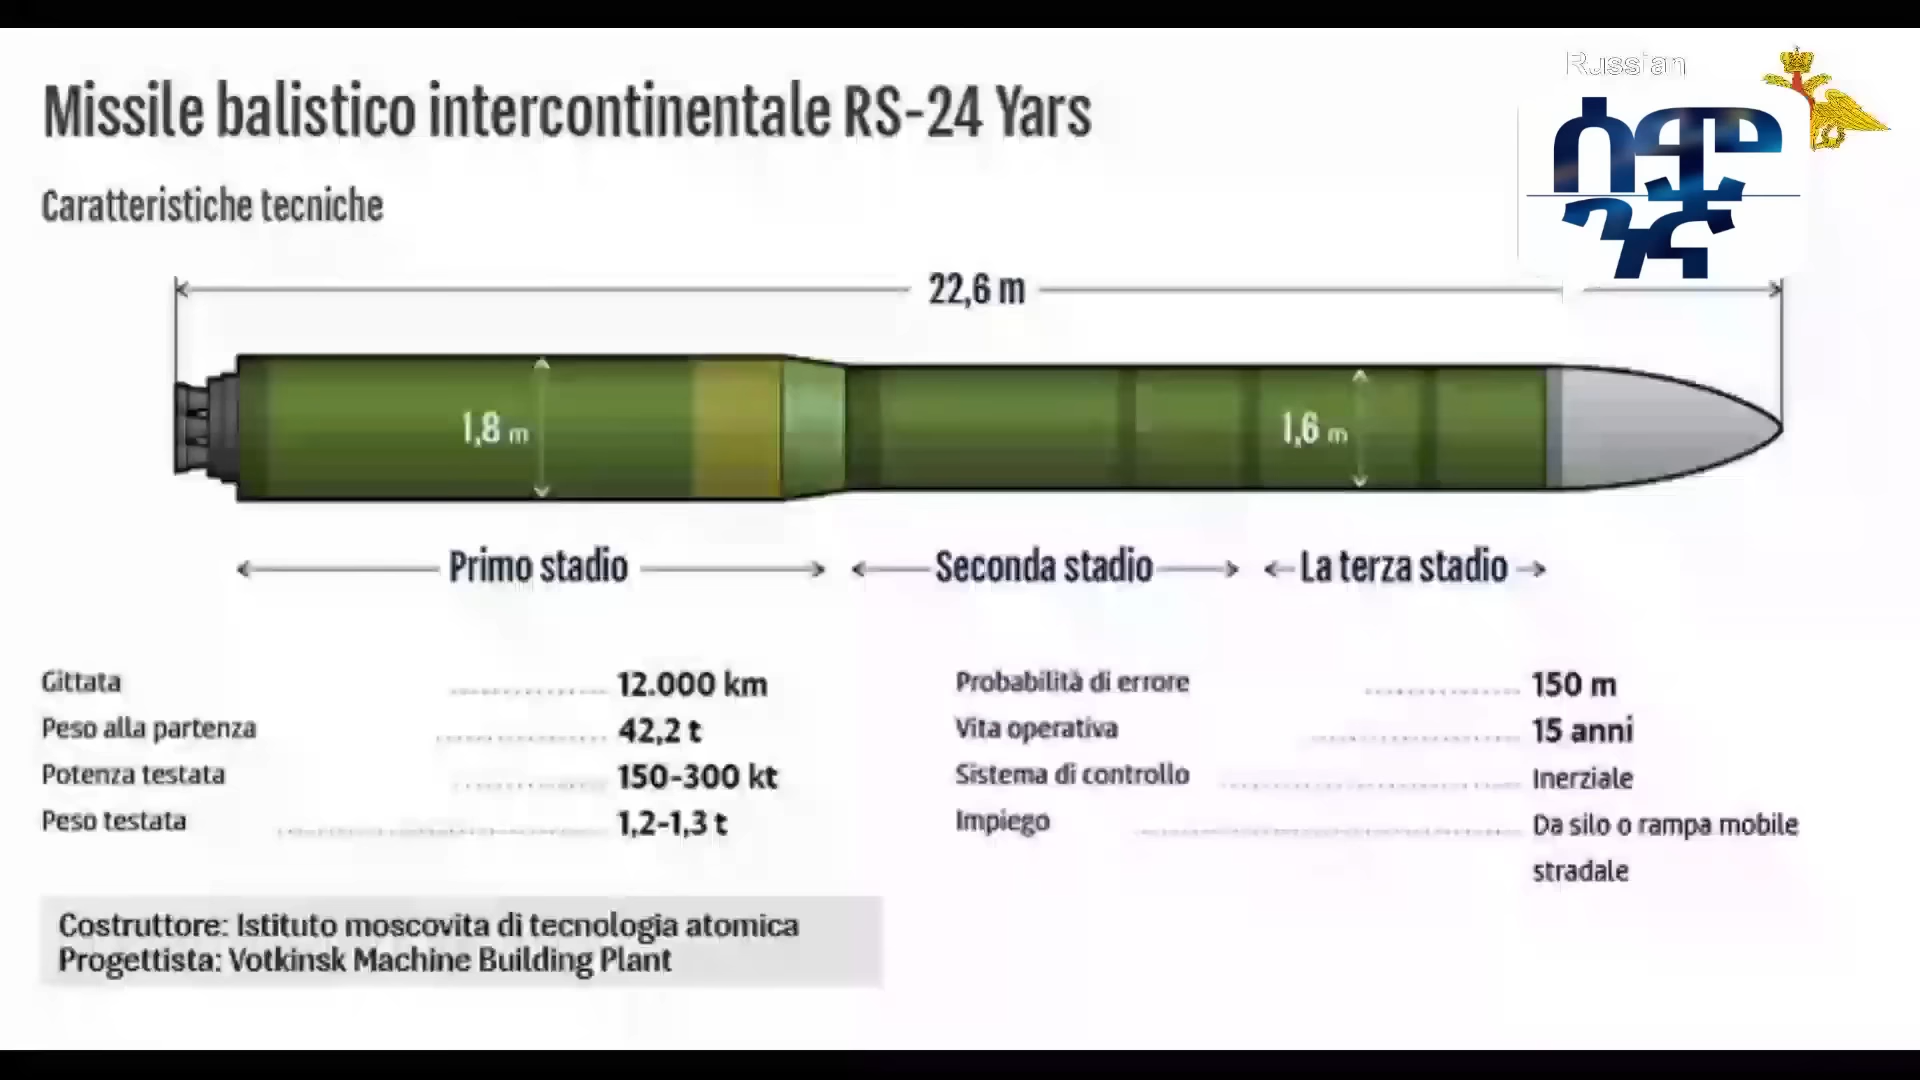 Russian
Missile balistico intercontinentale RS-24 Yars
Caratteristiche tecniche
22,6 m
1,8 m
1,6 m
Primo stadio
Seconda stadio
La terza stadio
Gittata 12.000 km
Peso alla partenza 42,2 t
Potenza testata 150-300 kt
Peso testata 1,2-1,3 t
Probabilità di errore 150 m
Vita operativa 15 anni
Sistema di controllo Inerziale
Impiego Da silo o rampa mobile
stradale
Costruttore: Istituto moscovita di tecnologia atomica
Progettista: Votkinsk Machine Building Plant